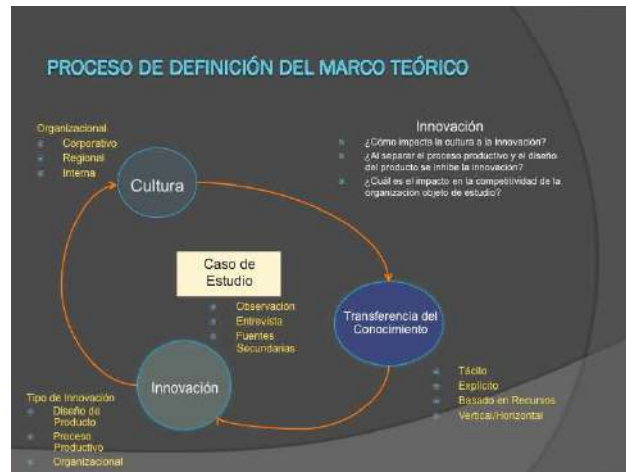 PROCESO DE DEFINICIÓN DEL MARCO TEÓRICO
Organizacional
Corporativo
Regional
Interna
Cultura
Innovación
¿Cómo impacta la cultura a la innovación?
¿Al separar el proceso productivo y el diseño
del producto se inhibe la innovación?
¿Cuál es el impacto en la competitividad de la
organización objeto de estudio?
Caso de
Estudio
Observación
Entrevista
Fuentes
Secundarias
Transferencia del
Conocimiento
Tácito
Explícito
Basado en Recursos
Vertical/Horizontal
Innovación
Tipo de Innovación
Diseño de
Producto
Proceso
Productivo
Organizacional